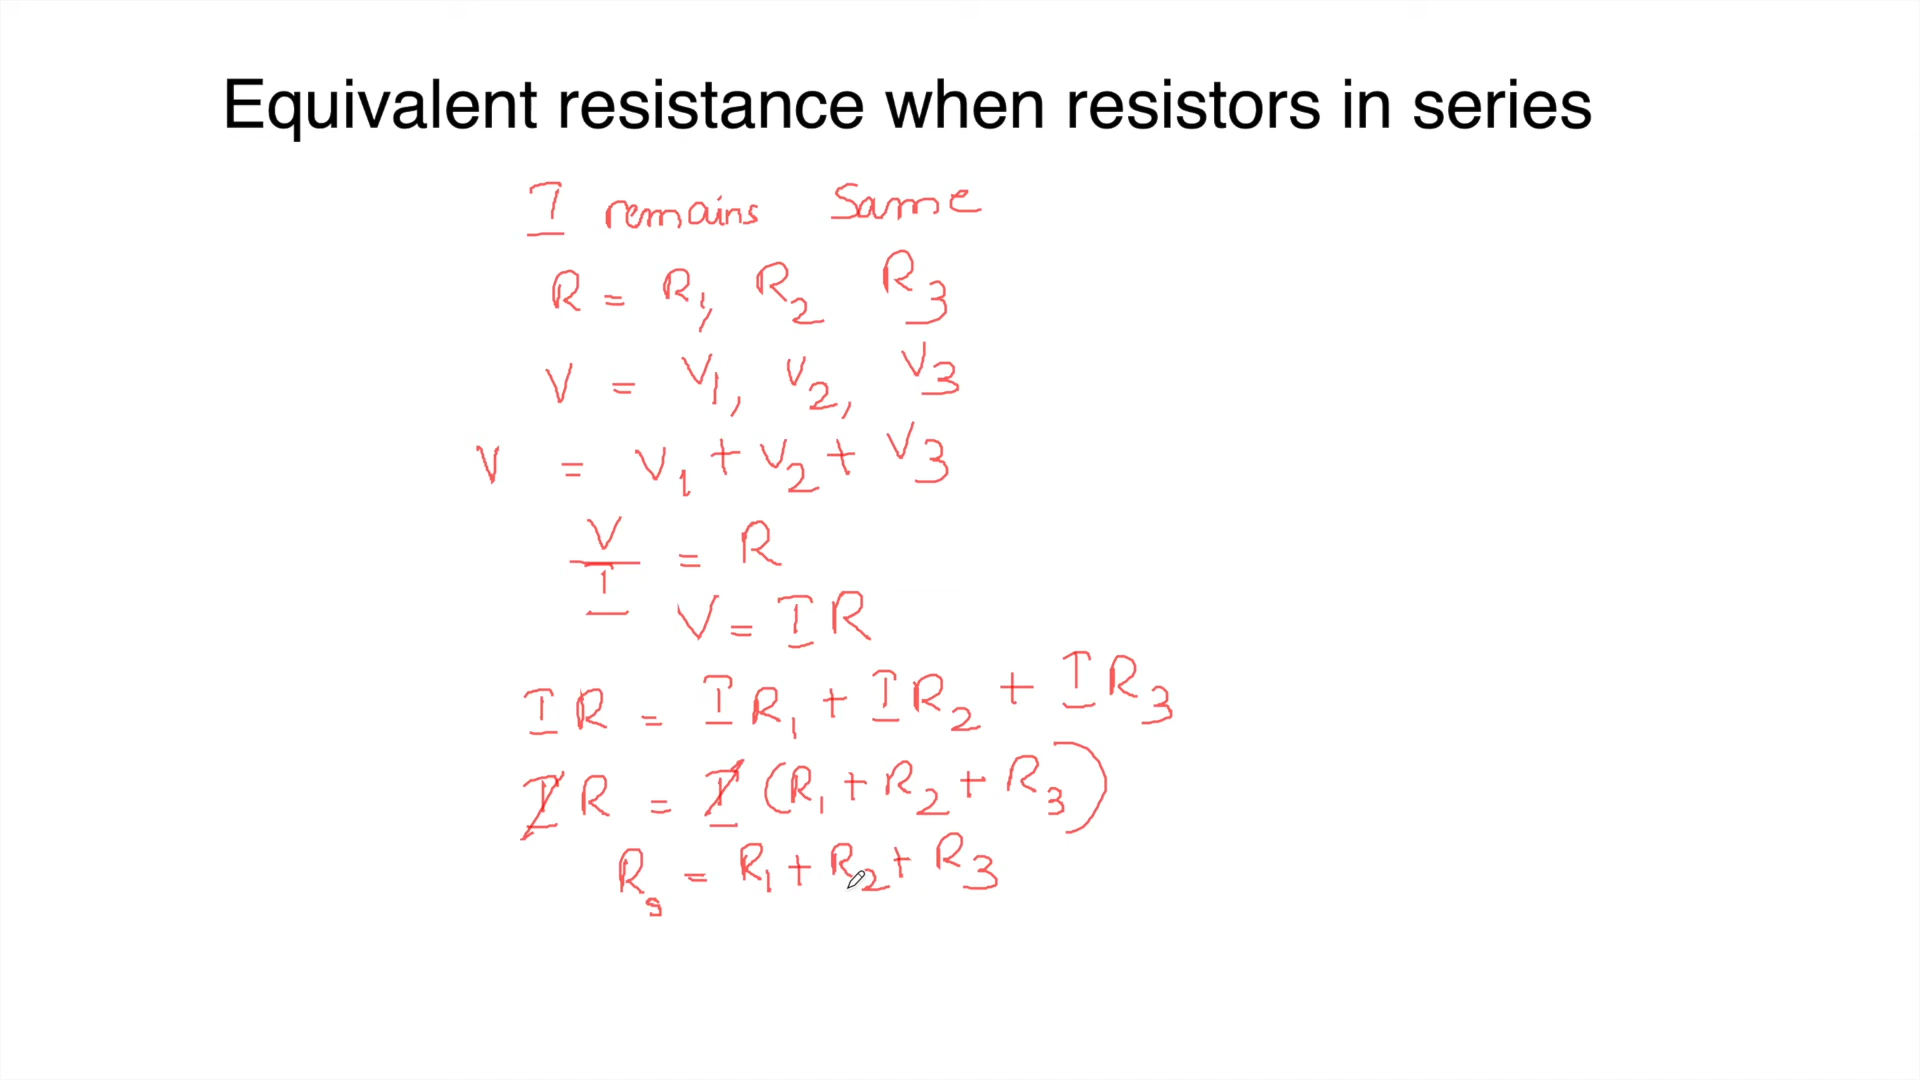 Equivalent resistance when resistors in series
I remains Same
R = R₁, R₂ R₃
V = V₁, V₂, V₃
V = V₁ + V₂ + V₃
V/I = R
V = IR
IR = IR₁ + IR₂ + IR₃
IR = I (R₁ + R₂ + R₃)
Rₛ = R₁ + R₂ + R₃